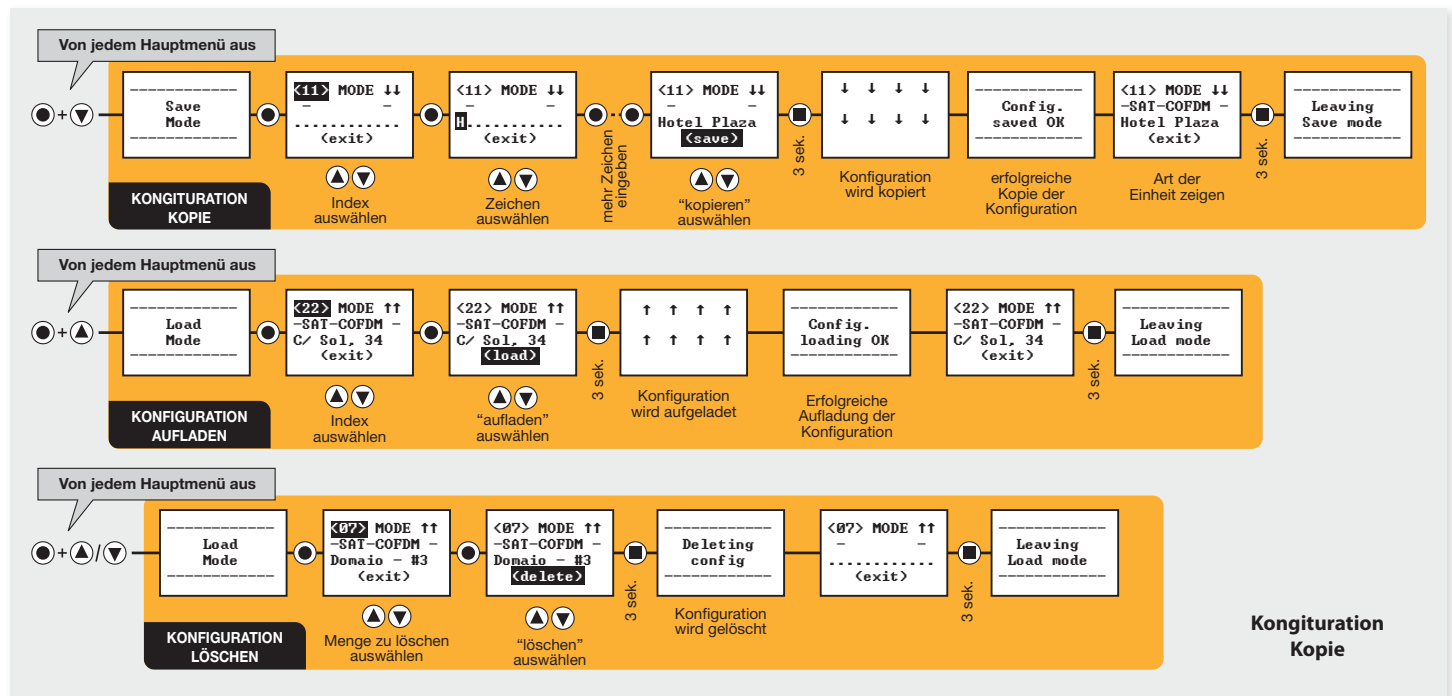 Von jedem Hauptmenü aus
Save
Mode
<11> MODE ↓↓
- -
............
(exit)
<11> MODE ↓↓
- -
H...........
(exit)
<11> MODE ↓↓
- -
Hotel Plaza
(save)
↓ ↓ ↓ ↓
↓ ↓ ↓ ↓
Config.
saved OK
<11> MODE ↓↓
-SAT-COFDM -
Hotel Plaza
(exit)
Leaving
Save mode
KONGITURATION
KOPIE
Index
auswählen
Zeichen
auswählen
mehr Zeichen
eingeben
“kopieren”
auswählen
3 sek.
Konfiguration
wird kopiert
erfolgreiche
Kopie der
Konfiguration
Art der
Einheit zeigen
3 sek.
Von jedem Hauptmenü aus
Load
Mode
<22> MODE ↑↑
-SAT-COFDM -
C/ Sol, 34
(exit)
<22> MODE ↑↑
-SAT-COFDM -
C/ Sol, 34
(load)
↑ ↑ ↑ ↑
↑ ↑ ↑ ↑
Config.
loading OK
<22> MODE ↑↑
-SAT-COFDM -
C/ Sol, 34
(exit)
Leaving
Load mode
KONFIGURATION
AUFLADEN
Index
auswählen
“aufladen”
auswählen
3 sek.
Konfiguration
wird aufgeladet
Erfolgreiche
Aufladung der
Konfiguration
3 sek.
Von jedem Hauptmenü aus
Load
Mode
<07> MODE ↑↑
-SAT-COFDM -
Domaio - #3
(exit)
<07> MODE ↑↑
-SAT-COFDM -
Domaio - #3
(delete)
Deleting
config
<07> MODE ↑↑
- -
............
(exit)
Leaving
Load mode
KONFIGURATION
LÖSCHEN
Menge zu löschen
auswählen
“löschen”
auswählen
3 sek.
Konfiguration
wird gelöscht
3 sek.
Kongituration
Kopie